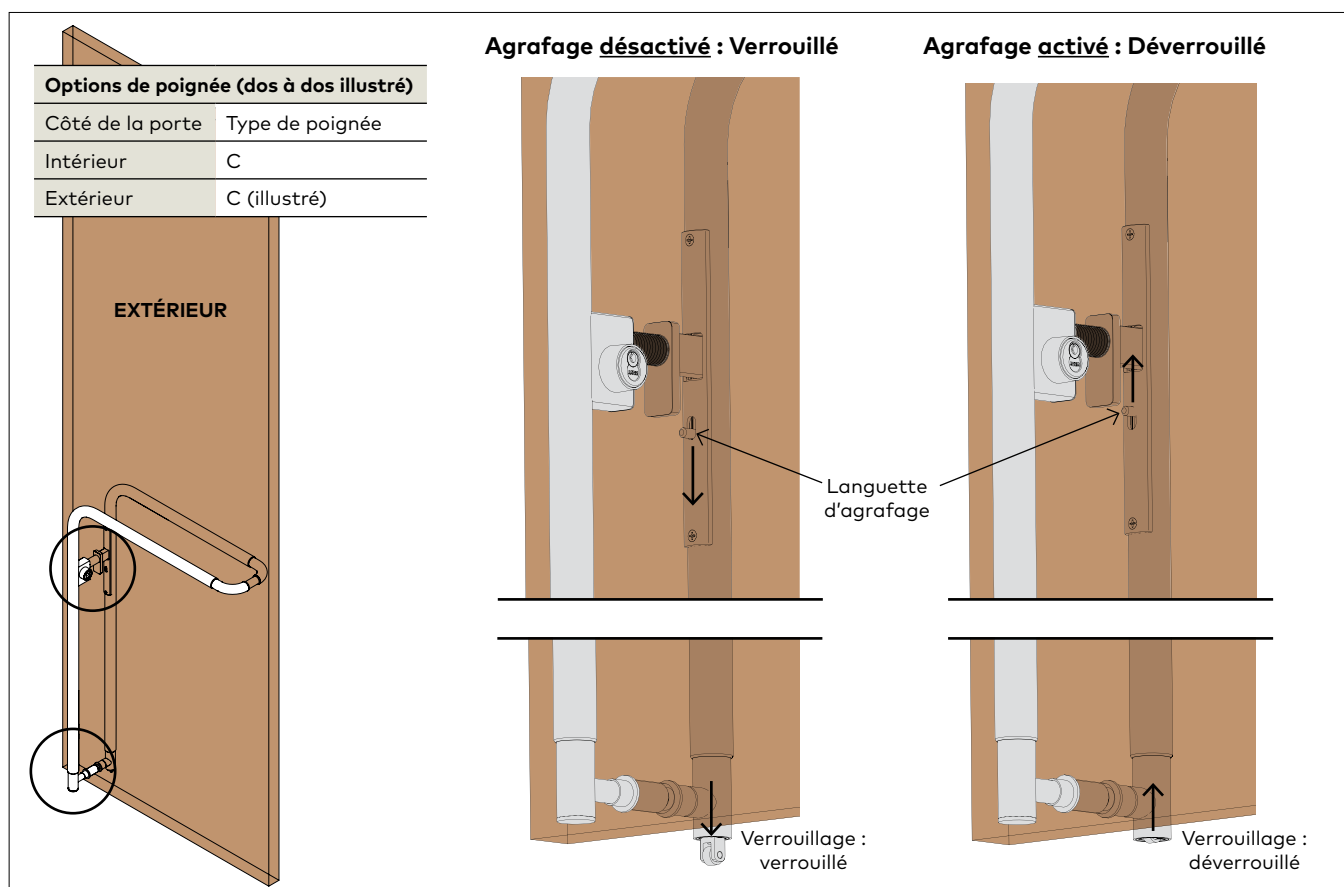 Options de poignée (dos à dos illustré)
Côté de la porte Type de poignée
Intérieur C
Extérieur C (illustré)
EXTÉRIEUR
Agrafage désactivé : Verrouillé
Agrafage activé : Déverrouillé
Languette
d'agrafage
Verrouillage :
verrouillé
Verrouillage :
déverrouillé